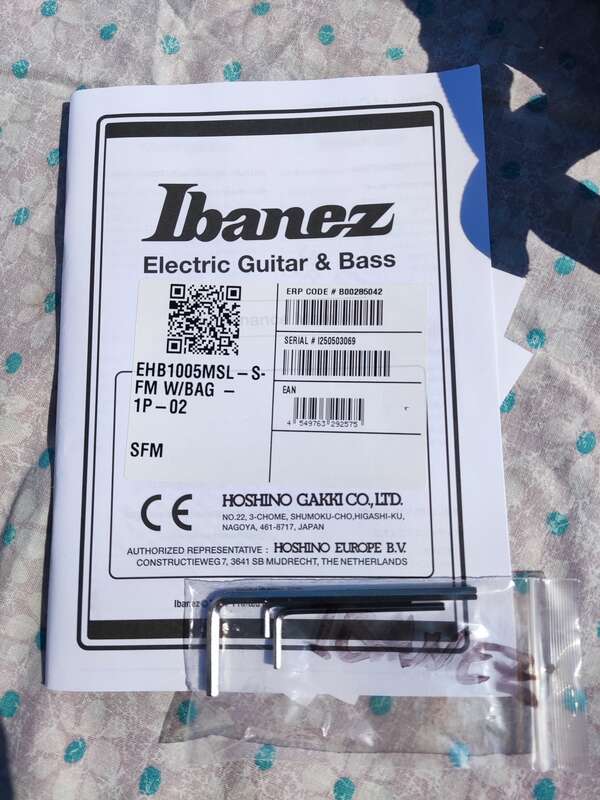 Ibanez
Electric Guitar & Bass
EHB1005MSL-S-
FM W/BAG -
1P-02
SFM
ERP CODE # B00285042
SERIAL # I250503069
EAN
4 549763 292575
CE
HOSHINO GAKKI CO., LTD.
NO.22, 3-CHOME, SHUMOKU-CHO, HIGASHI-KU,
NAGOYA, 461-8717, JAPAN
AUTHORIZED REPRESENTATIVE : HOSHINO EUROPE B.V.
CONSTRUCTIEWEG 7, 3641 SB MIJDRECHT, THE NETHERLANDS
Ibanez
IBANEZ